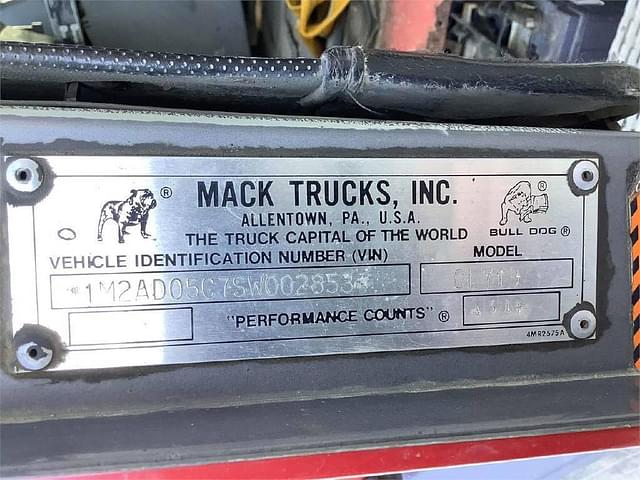 ® MACK TRUCKS, INC. ®
ALLENTOWN, PA., U.S.A.
THE TRUCK CAPITAL OF THE WORLD BULL DOG ®
VEHICLE IDENTIFICATION NUMBER (VIN) MODEL
"PERFORMANCE COUNTS" ®
4MR2575A